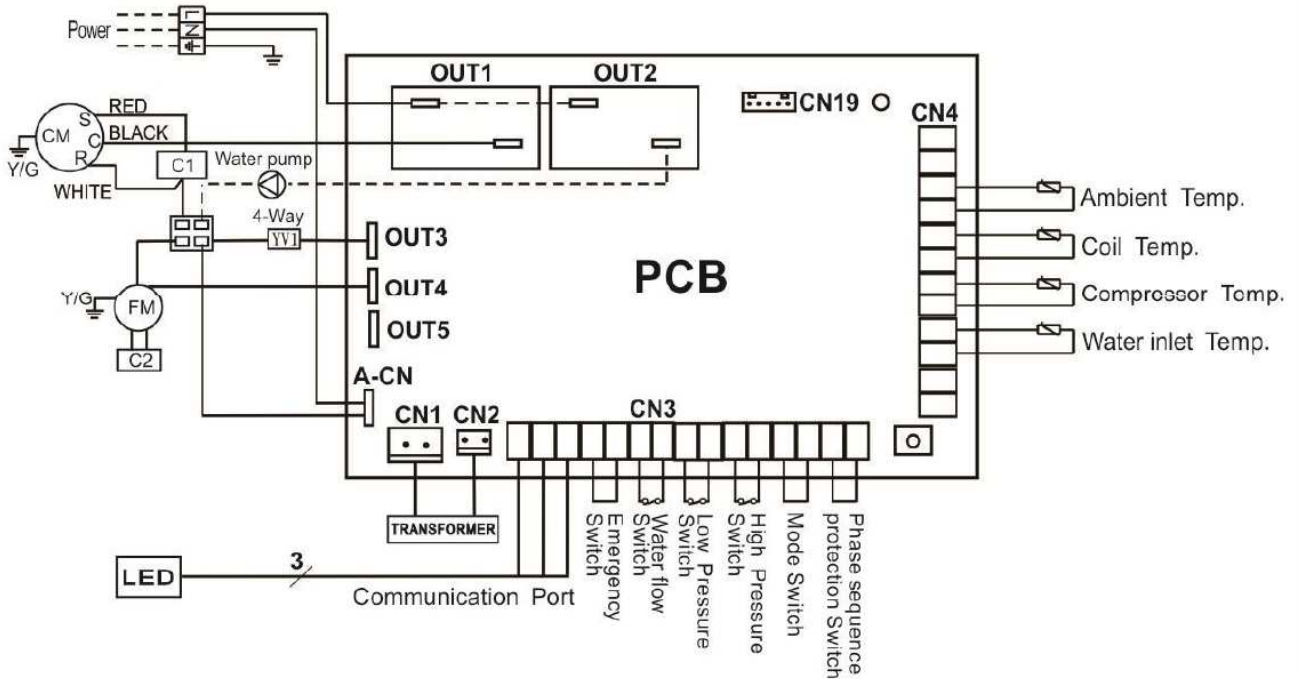 Power
L
N
OUT1
OUT2
CN19
CN4
RED
S
CM
C
BLACK
R
Y/G
C1
WHITE
Water pump
4-Way
YV1
OUT3
OUT4
OUT5
Y/G
FM
C2
PCB
Ambient Temp.
Coil Temp.
Compressor Temp.
Water inlet Temp.
A-CN
CN1
CN2
CN3
TRANSFORMER
LED
3
Communication Port
Emergency
Switch
Water flow
Switch
Low Pressure
Switch
High Pressure
Switch
Mode Switch
Phase sequence
protection Switch